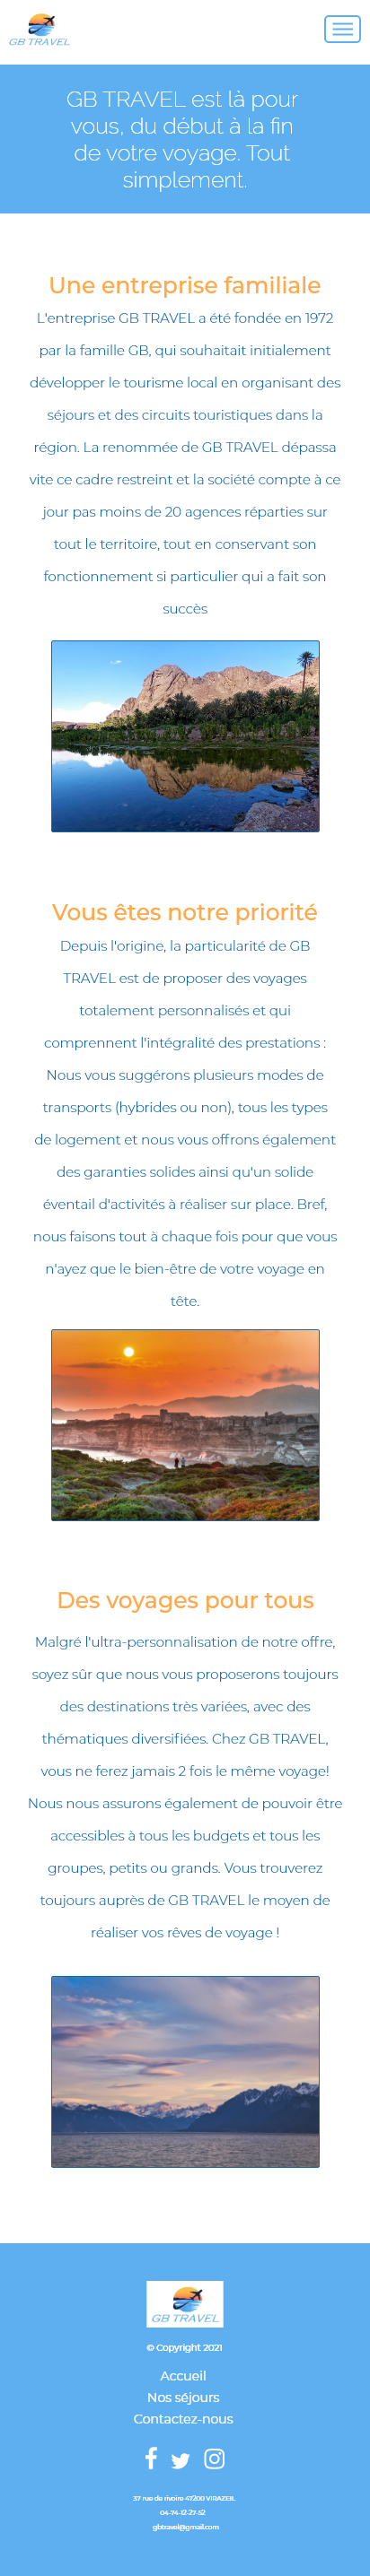 GB TRAVEL
GB TRAVEL est là pour
vous, du début à la fin
de votre voyage. Tout
simplement.
Une entreprise familiale
L'entreprise GB TRAVEL a été fondée en 1972
par la famille GB, qui souhaitait initialement
développer le tourisme local en organisant des
séjours et des circuits touristiques dans la
région. La renommée de GB TRAVEL dépassa
vite ce cadre restreint et la société compte à ce
jour pas moins de 20 agences réparties sur
tout le territoire, tout en conservant son
fonctionnement si particulier qui a fait son
succès
Vous êtes notre priorité
Depuis l'origine, la particularité de GB
TRAVEL est de proposer des voyages
totalement personnalisés et qui
comprennent l'intégralité des prestations :
Nous vous suggérons plusieurs modes de
transports (hybrides ou non), tous les types
de logement et nous vous offrons également
des garanties solides ainsi qu'un solide
éventail d'activités à réaliser sur place. Bref,
nous faisons tout à chaque fois pour que vous
n'ayez que le bien-être de votre voyage en
tête.
Des voyages pour tous
Malgré l'ultra-personnalisation de notre offre,
soyez sûr que nous vous proposerons toujours
des destinations très variées, avec des
thématiques diversifiées. Chez GB TRAVEL,
vous ne ferez jamais 2 fois le même voyage!
Nous nous assurons également de pouvoir être
accessibles à tous les budgets et tous les
groupes, petits ou grands. Vous trouverez
toujours auprès de GB TRAVEL le moyen de
réaliser vos rêves de voyage !
GB TRAVEL
© Copyright 2021
Accueil
Nos séjours
Contactez-nous
37 rue de rivoire 47200 VIRAZEIL
04-74-12-27-52
gbtravel@gmail.com